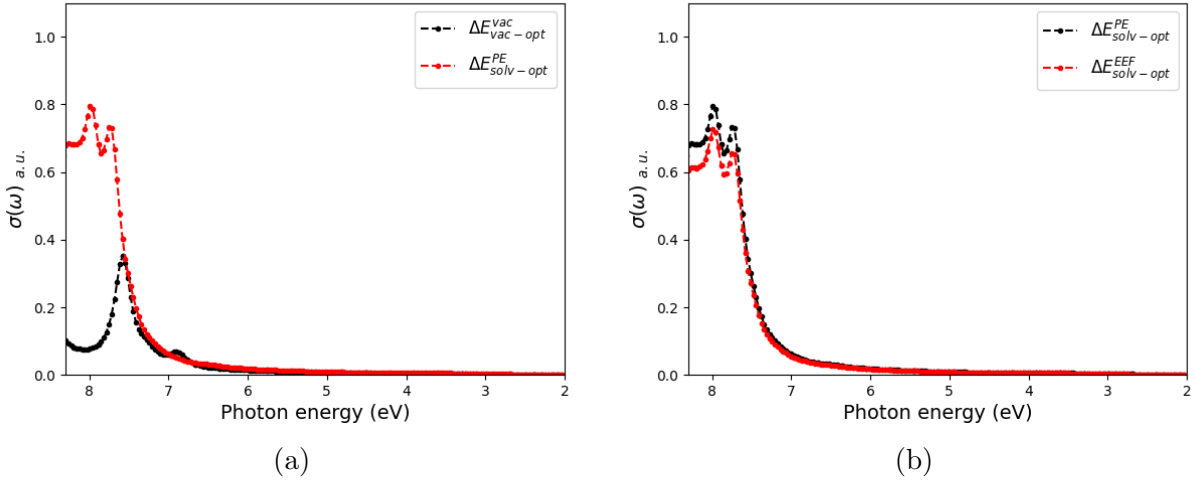 1.0
0.8
0.6
0.4
0.2
0.0
σ(ω) a.u.
ΔE^{vac}_{vac−opt}
ΔE^{PE}_{solv−opt}
8 7 6 5 4 3 2
Photon energy (eV)
(a)
1.0
0.8
0.6
0.4
0.2
0.0
σ(ω) a.u.
ΔE^{PE}_{solv−opt}
ΔE^{EEF}_{solv−opt}
8 7 6 5 4 3 2
Photon energy (eV)
(b)